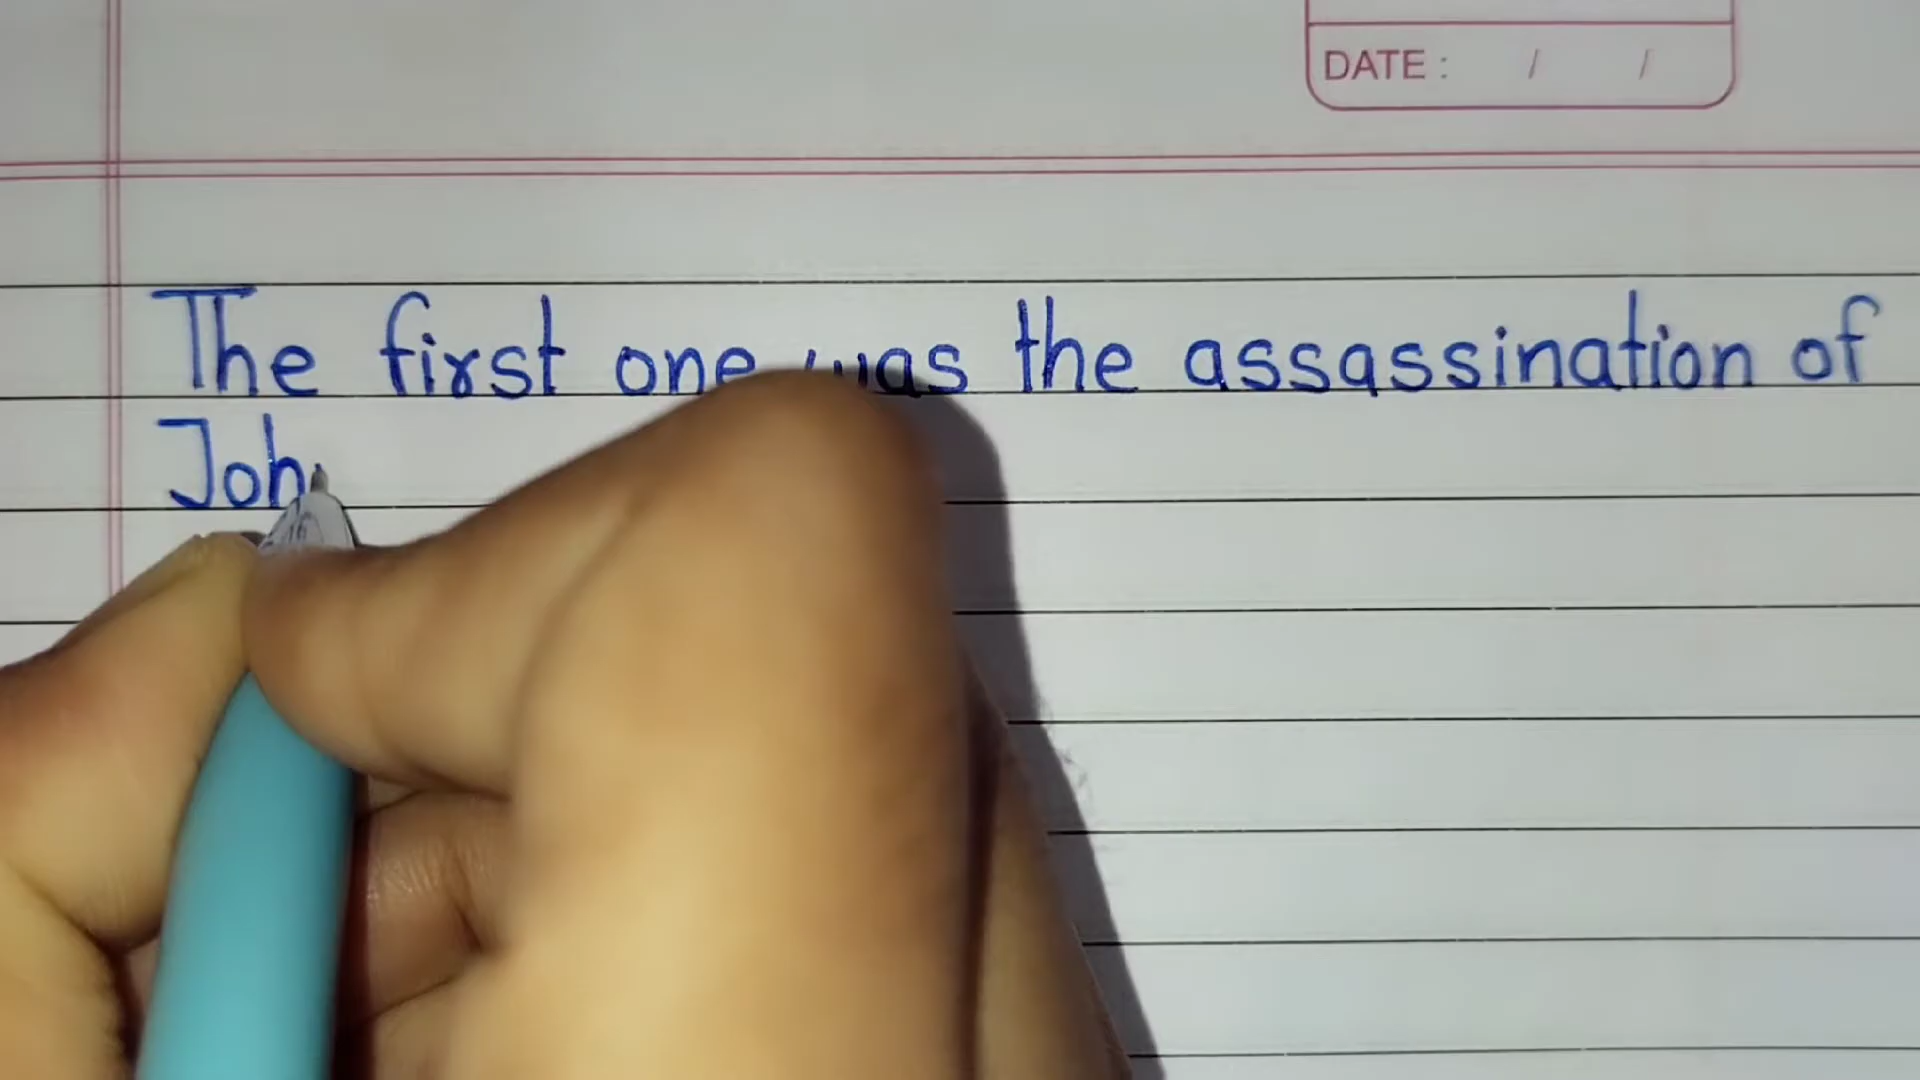 DATE : / /
The first one was the assassination of
Joh